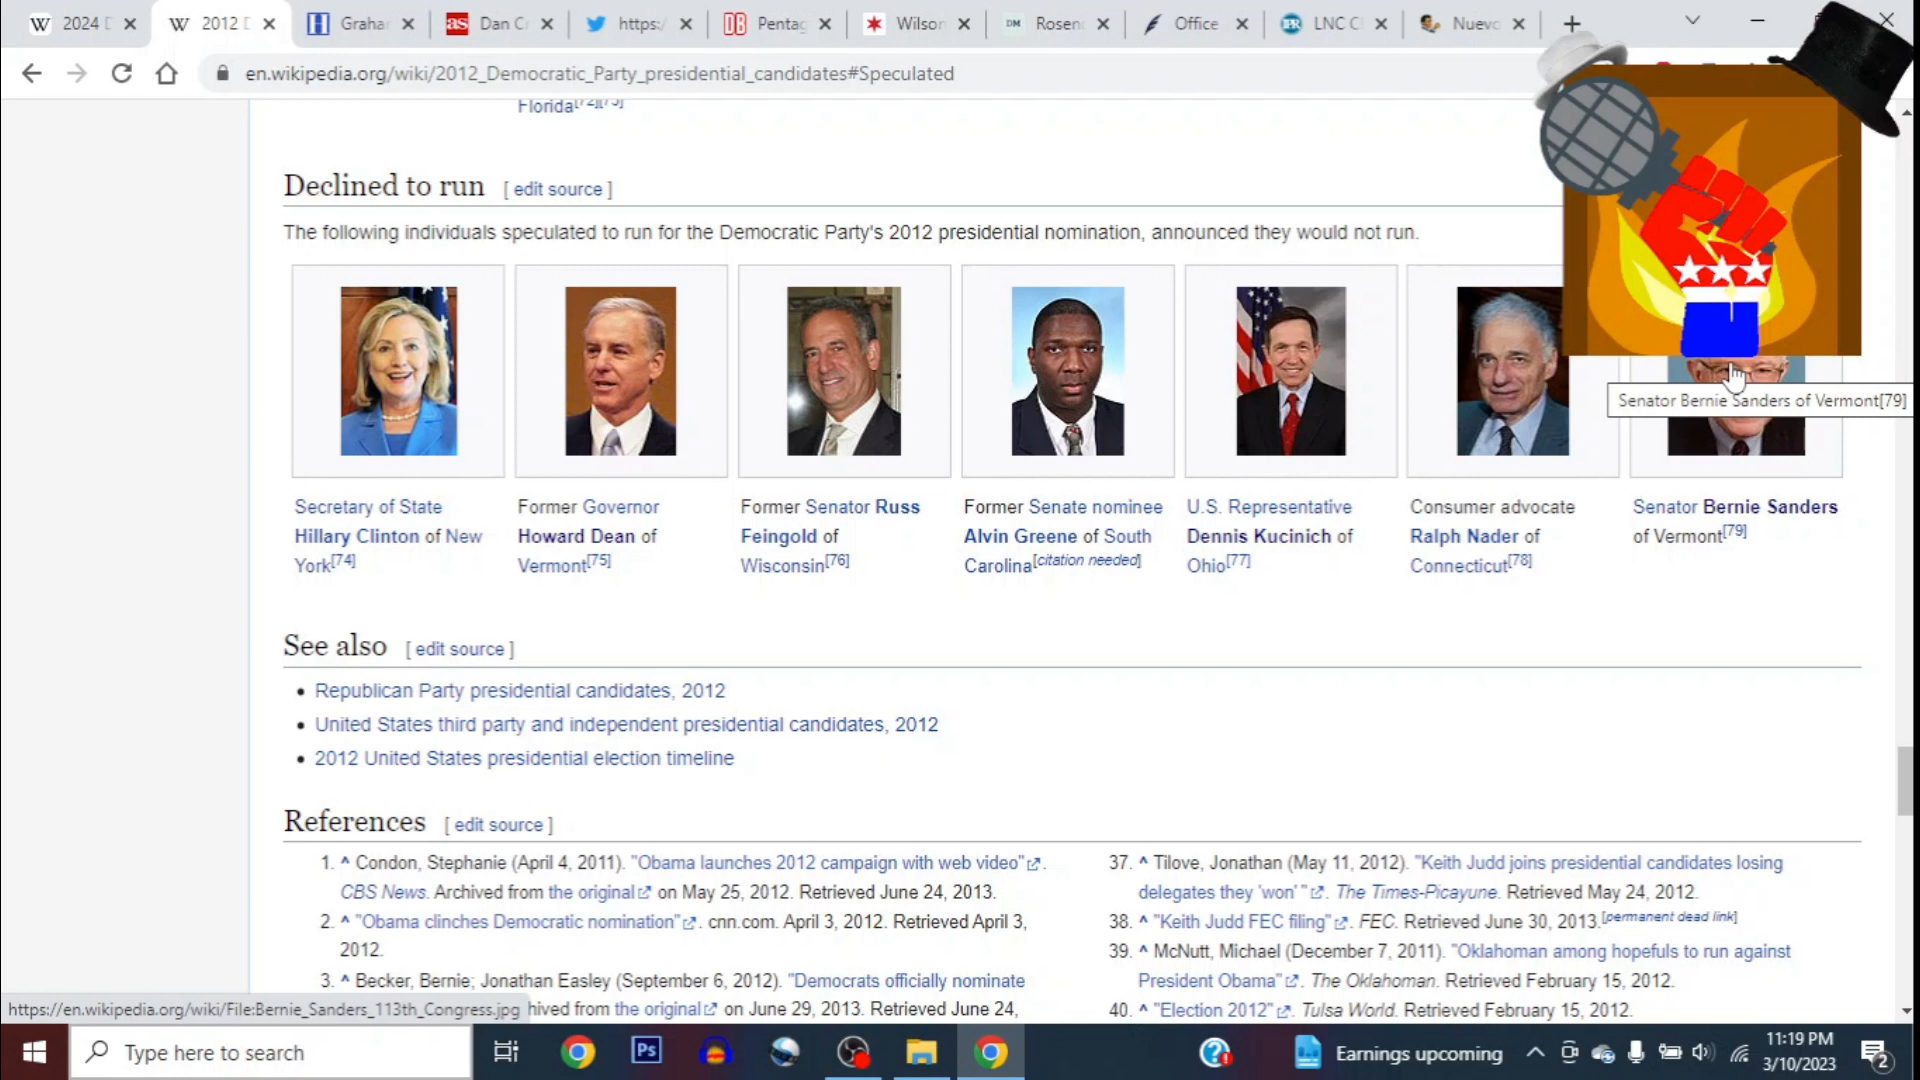 2024 D
2012 D
Graha
Dan C
https:/
Penta
Wilso
Rosen
Office
LNC C
Nuevo
en.wikipedia.org/wiki/2012_Democratic_Party_presidential_candidates#Speculated
Florida[72][73]
Declined to run [ edit source ]
The following individuals speculated to run for the Democratic Party's 2012 presidential nomination, announced they would not run.
Senator Bernie Sanders of Vermont[79]
Secretary of State
Hillary Clinton of New
York[74]
Former Governor
Howard Dean of
Vermont[75]
Former Senator Russ
Feingold of
Wisconsin[76]
Former Senate nominee
Alvin Greene of South
Carolina[citation needed]
U.S. Representative
Dennis Kucinich of
Ohio[77]
Consumer advocate
Ralph Nader of
Connecticut[78]
Senator Bernie Sanders
of Vermont[79]
See also [ edit source ]
• Republican Party presidential candidates, 2012
• United States third party and independent presidential candidates, 2012
• 2012 United States presidential election timeline
References [ edit source ]
1. ^ Condon, Stephanie (April 4, 2011). "Obama launches 2012 campaign with web video".
CBS News. Archived from the original on May 25, 2012. Retrieved June 24, 2013.
2. ^ "Obama clinches Democratic nomination". cnn.com. April 3, 2012. Retrieved April 3,
2012.
3. ^ Becker, Bernie; Jonathan Easley (September 6, 2012). "Democrats officially nominate
hived from the original on June 29, 2013. Retrieved June 24,
37. ^ Tilove, Jonathan (May 11, 2012). "Keith Judd joins presidential candidates losing
delegates they 'won' ". The Times-Picayune. Retrieved May 24, 2012.
38. ^ "Keith Judd FEC filing". FEC. Retrieved June 30, 2013.[permanent dead link]
39. ^ McNutt, Michael (December 7, 2011). "Oklahoman among hopefuls to run against
President Obama". The Oklahoman. Retrieved February 15, 2012.
40. ^ "Election 2012". Tulsa World. Retrieved February 15, 2012.
https://en.wikipedia.org/wiki/File:Bernie_Sanders_113th_Congress.jpg
Type here to search
Ps
Earnings upcoming
11:19 PM
3/10/2023
2